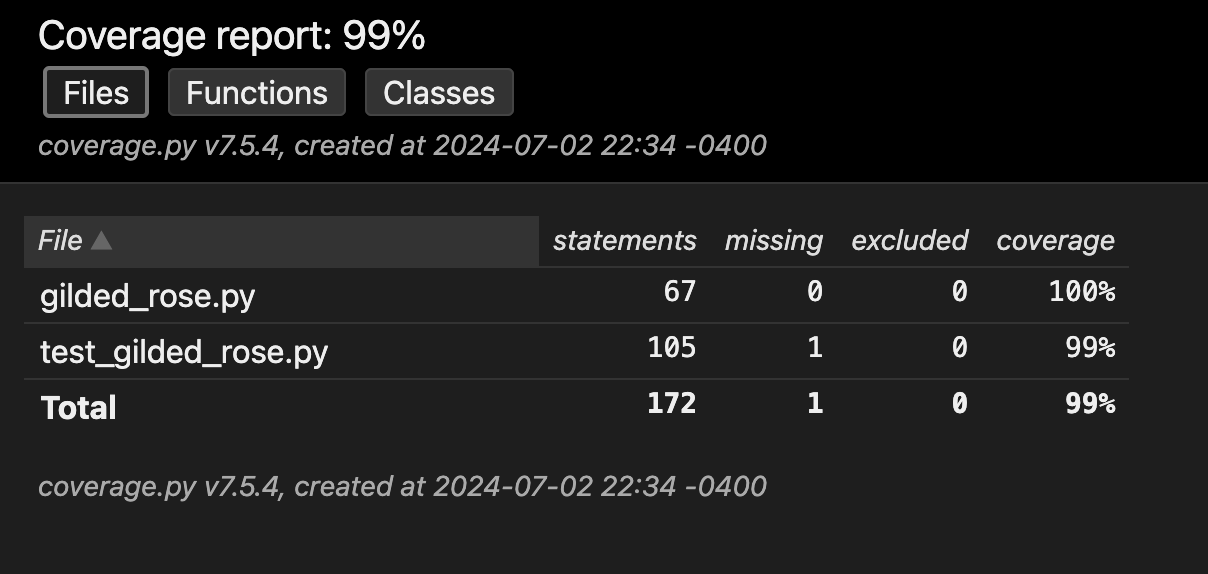 Coverage report: 99%
Files Functions Classes
coverage.py v7.5.4, created at 2024-07-02 22:34 -0400
File ▲ statements missing excluded coverage
gilded_rose.py 67 0 0 100%
test_gilded_rose.py 105 1 0 99%
Total 172 1 0 99%
coverage.py v7.5.4, created at 2024-07-02 22:34 -0400